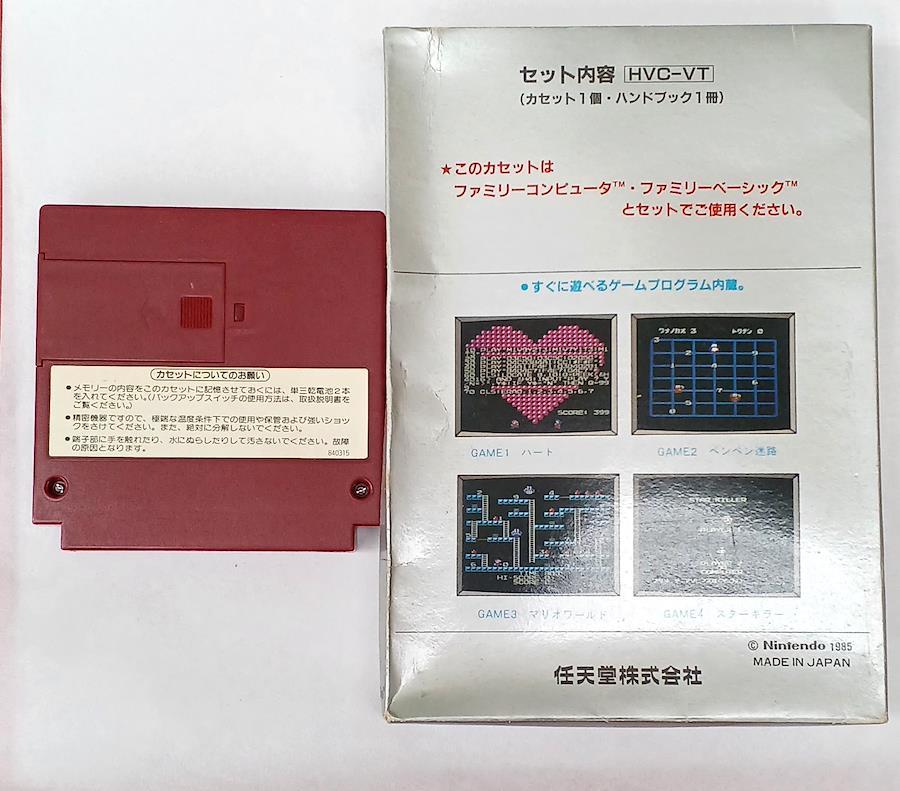 セット内容 HVC-VT
(カセット1個・ハンドブック1冊)
★このカセットは
ファミリーコンピュータ™・ファミリーベーシック™
とセットでご使用ください。
●すぐに遊べるゲームプログラム内蔵。
SCORE: 399
GAME1 ハート
3
0
GAME2 ペンペン迷路
GAME3 マリオワールド
STAR KILLER
GAME4 スターキラー
© Nintendo 1985
MADE IN JAPAN
任天堂株式会社
カセットについてのお願い
●メモリーの内容をこのカセットに記憶させておくには、単三乾電池2本
を入れてください。(バックアップスイッチの使用方法は、取扱説明書を
ご覧ください。)
●精密機器ですので、極端な温度条件下での使用や保管および強いショッ
クをさけてください。また、絶対に分解しないでください。
●端子部に手を触れたり、水にぬらしたりして汚さないでください。故障
の原因となります。
840315